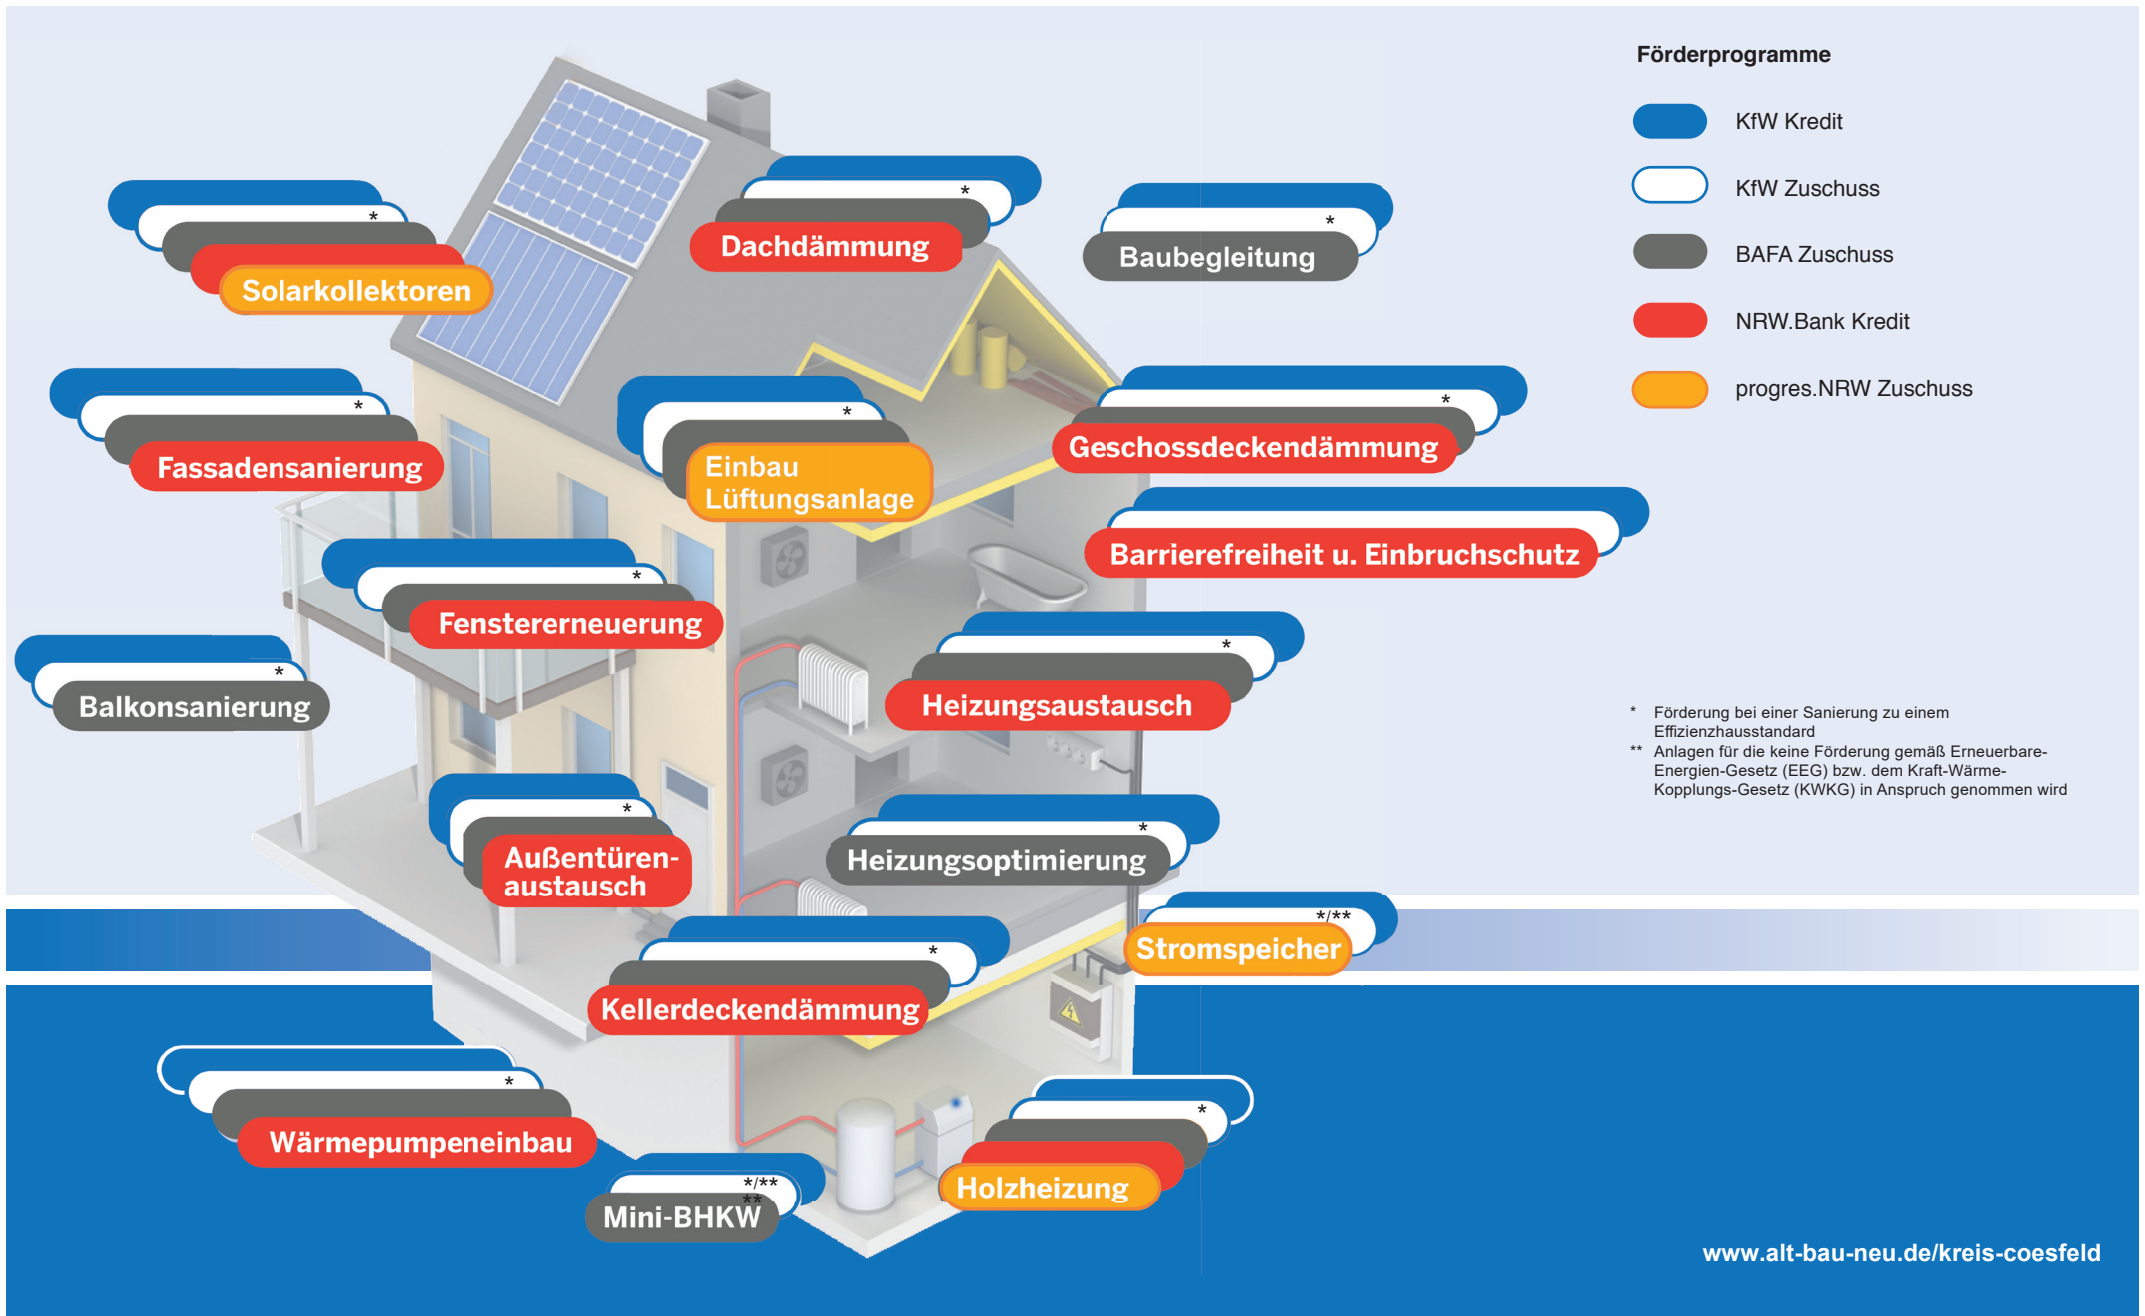 Förderprogramme
KfW Kredit
KfW Zuschuss
BAFA Zuschuss
NRW.Bank Kredit
progres.NRW Zuschuss
*
Dachdämmung
*
Baubegleitung
*
Solarkollektoren
*
Fassadensanierung
*
Einbau
Lüftungsanlage
*
Geschossdeckendämmung
Barrierefreiheit u. Einbruchschutz
*
Fenstererneuerung
*
Heizungsaustausch
*
Balkonsanierung
* Förderung bei einer Sanierung zu einem
Effizienzhausstandard
** Anlagen für die keine Förderung gemäß Erneuerbare-
Energien-Gesetz (EEG) bzw. dem Kraft-Wärme-
Kopplungs-Gesetz (KWKG) in Anspruch genommen wird
*
Außentüren-
austausch
*
Heizungsoptimierung
*/**
Stromspeicher
*
Kellerdeckendämmung
*
Wärmepumpeneinbau
*
Holzheizung
*/**
**
Mini-BHKW
www.alt-bau-neu.de/kreis-coesfeld